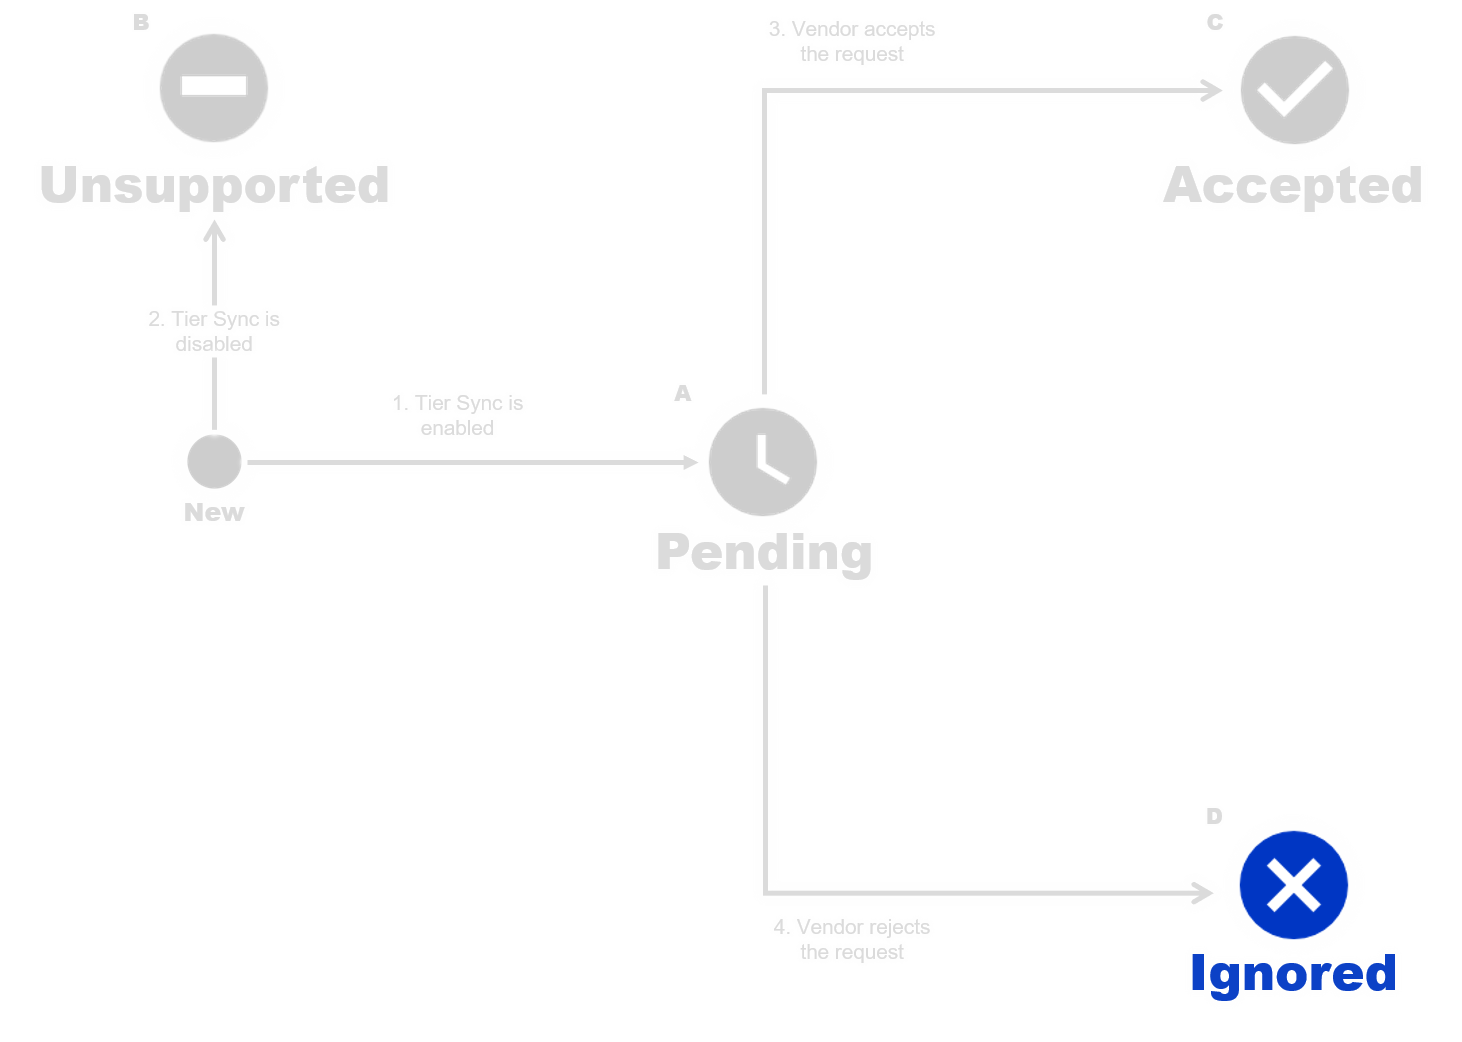 B
Unsupported
2. Tier Sync is
disabled
New
1. Tier Sync is
enabled
A
Pending
3. Vendor accepts
the request
C
Accepted
4. Vendor rejects
the request
D
Ignored